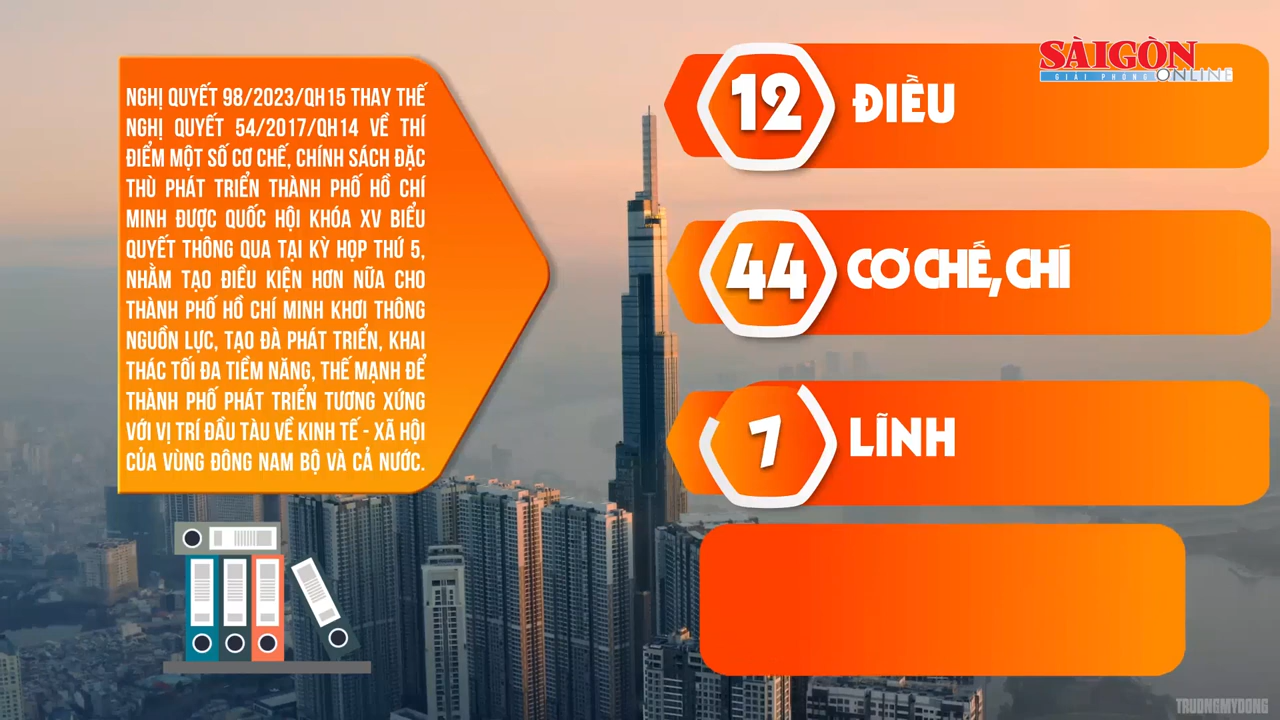 NGHỊ QUYẾT 98/2023/QH15 THAY THẾ
NGHỊ QUYẾT 54/2017/QH14 VỀ THÍ
ĐIỂM MỘT SỐ CƠ CHẾ, CHÍNH SÁCH ĐẶC
THÙ PHÁT TRIỂN THÀNH PHỐ HỒ CHÍ
MINH ĐƯỢC QUỐC HỘI KHÓA XV BIỂU
QUYẾT THÔNG QUA TẠI KỲ HỌP THỨ 5,
NHẰM TẠO ĐIỀU KIỆN HƠN NỮA CHO
THÀNH PHỐ HỒ CHÍ MINH KHƠI THÔNG
NGUỒN LỰC, TẠO ĐÀ PHÁT TRIỂN, KHAI
THÁC TỐI ĐA TIỀM NĂNG, THẾ MẠNH ĐỂ
THÀNH PHỐ PHÁT TRIỂN TƯƠNG XỨNG
VỚI VỊ TRÍ ĐẦU TÀU VỀ KINH TẾ - XÃ HỘI
CỦA VÙNG ĐÔNG NAM BỘ VÀ CẢ NƯỚC.
SÀIGÒN
GIẢI PHÓNG ONLINE
12 ĐIỀU
44 CƠ CHẾ, CHÍ
7 LĨNH
TRUONGMYDONG